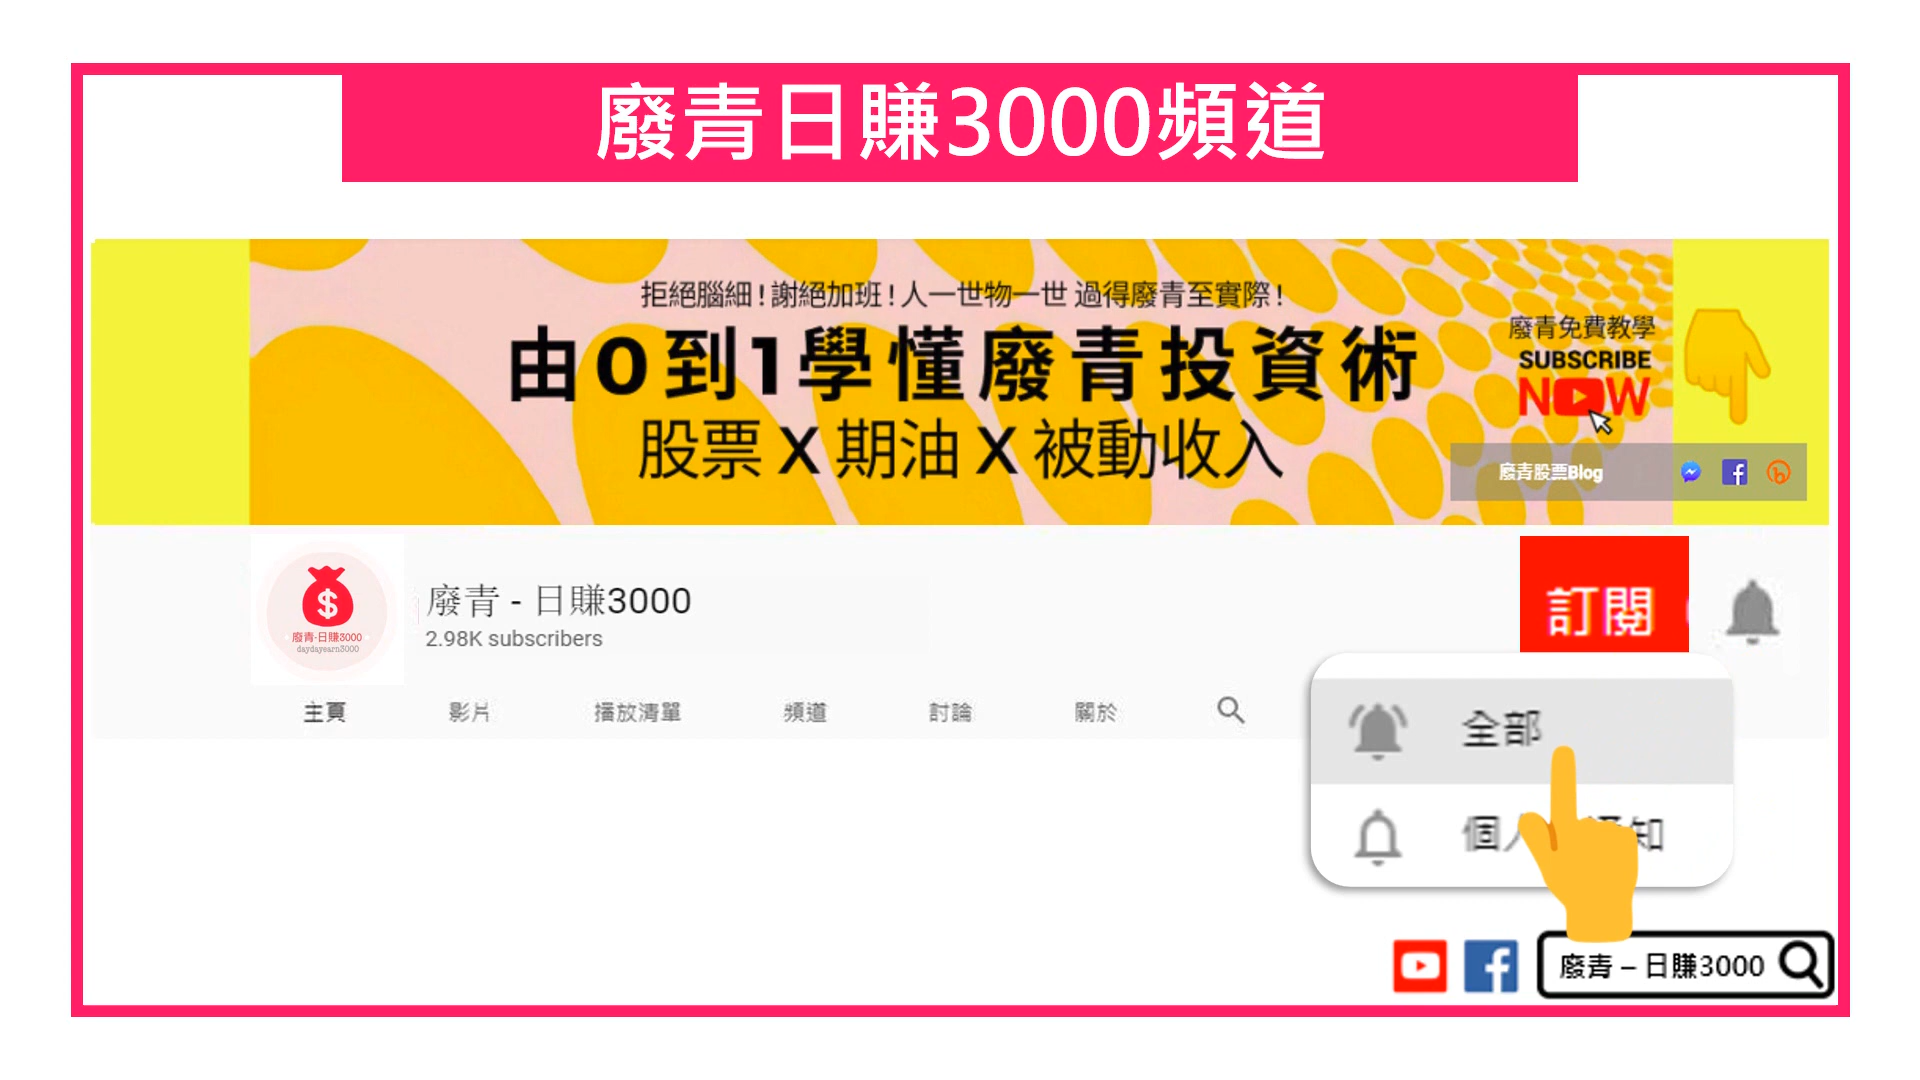 廢青日賺3000頻道
拒絕腦細!謝絕加班!人一世物一世 過得廢青至實際!
由0到1學懂廢青投資術
股票 X 期油 X 被動收入
廢青免費教學
SUBSCRIBE
NOW
廢青股票Blog
廢青-日賺3000
daydayearn3000
廢青 - 日賺3000
2.98K subscribers
訂閱
主頁 影片 播放清單 頻道 討論 關於
全部
個人 通知
廢青 – 日賺3000